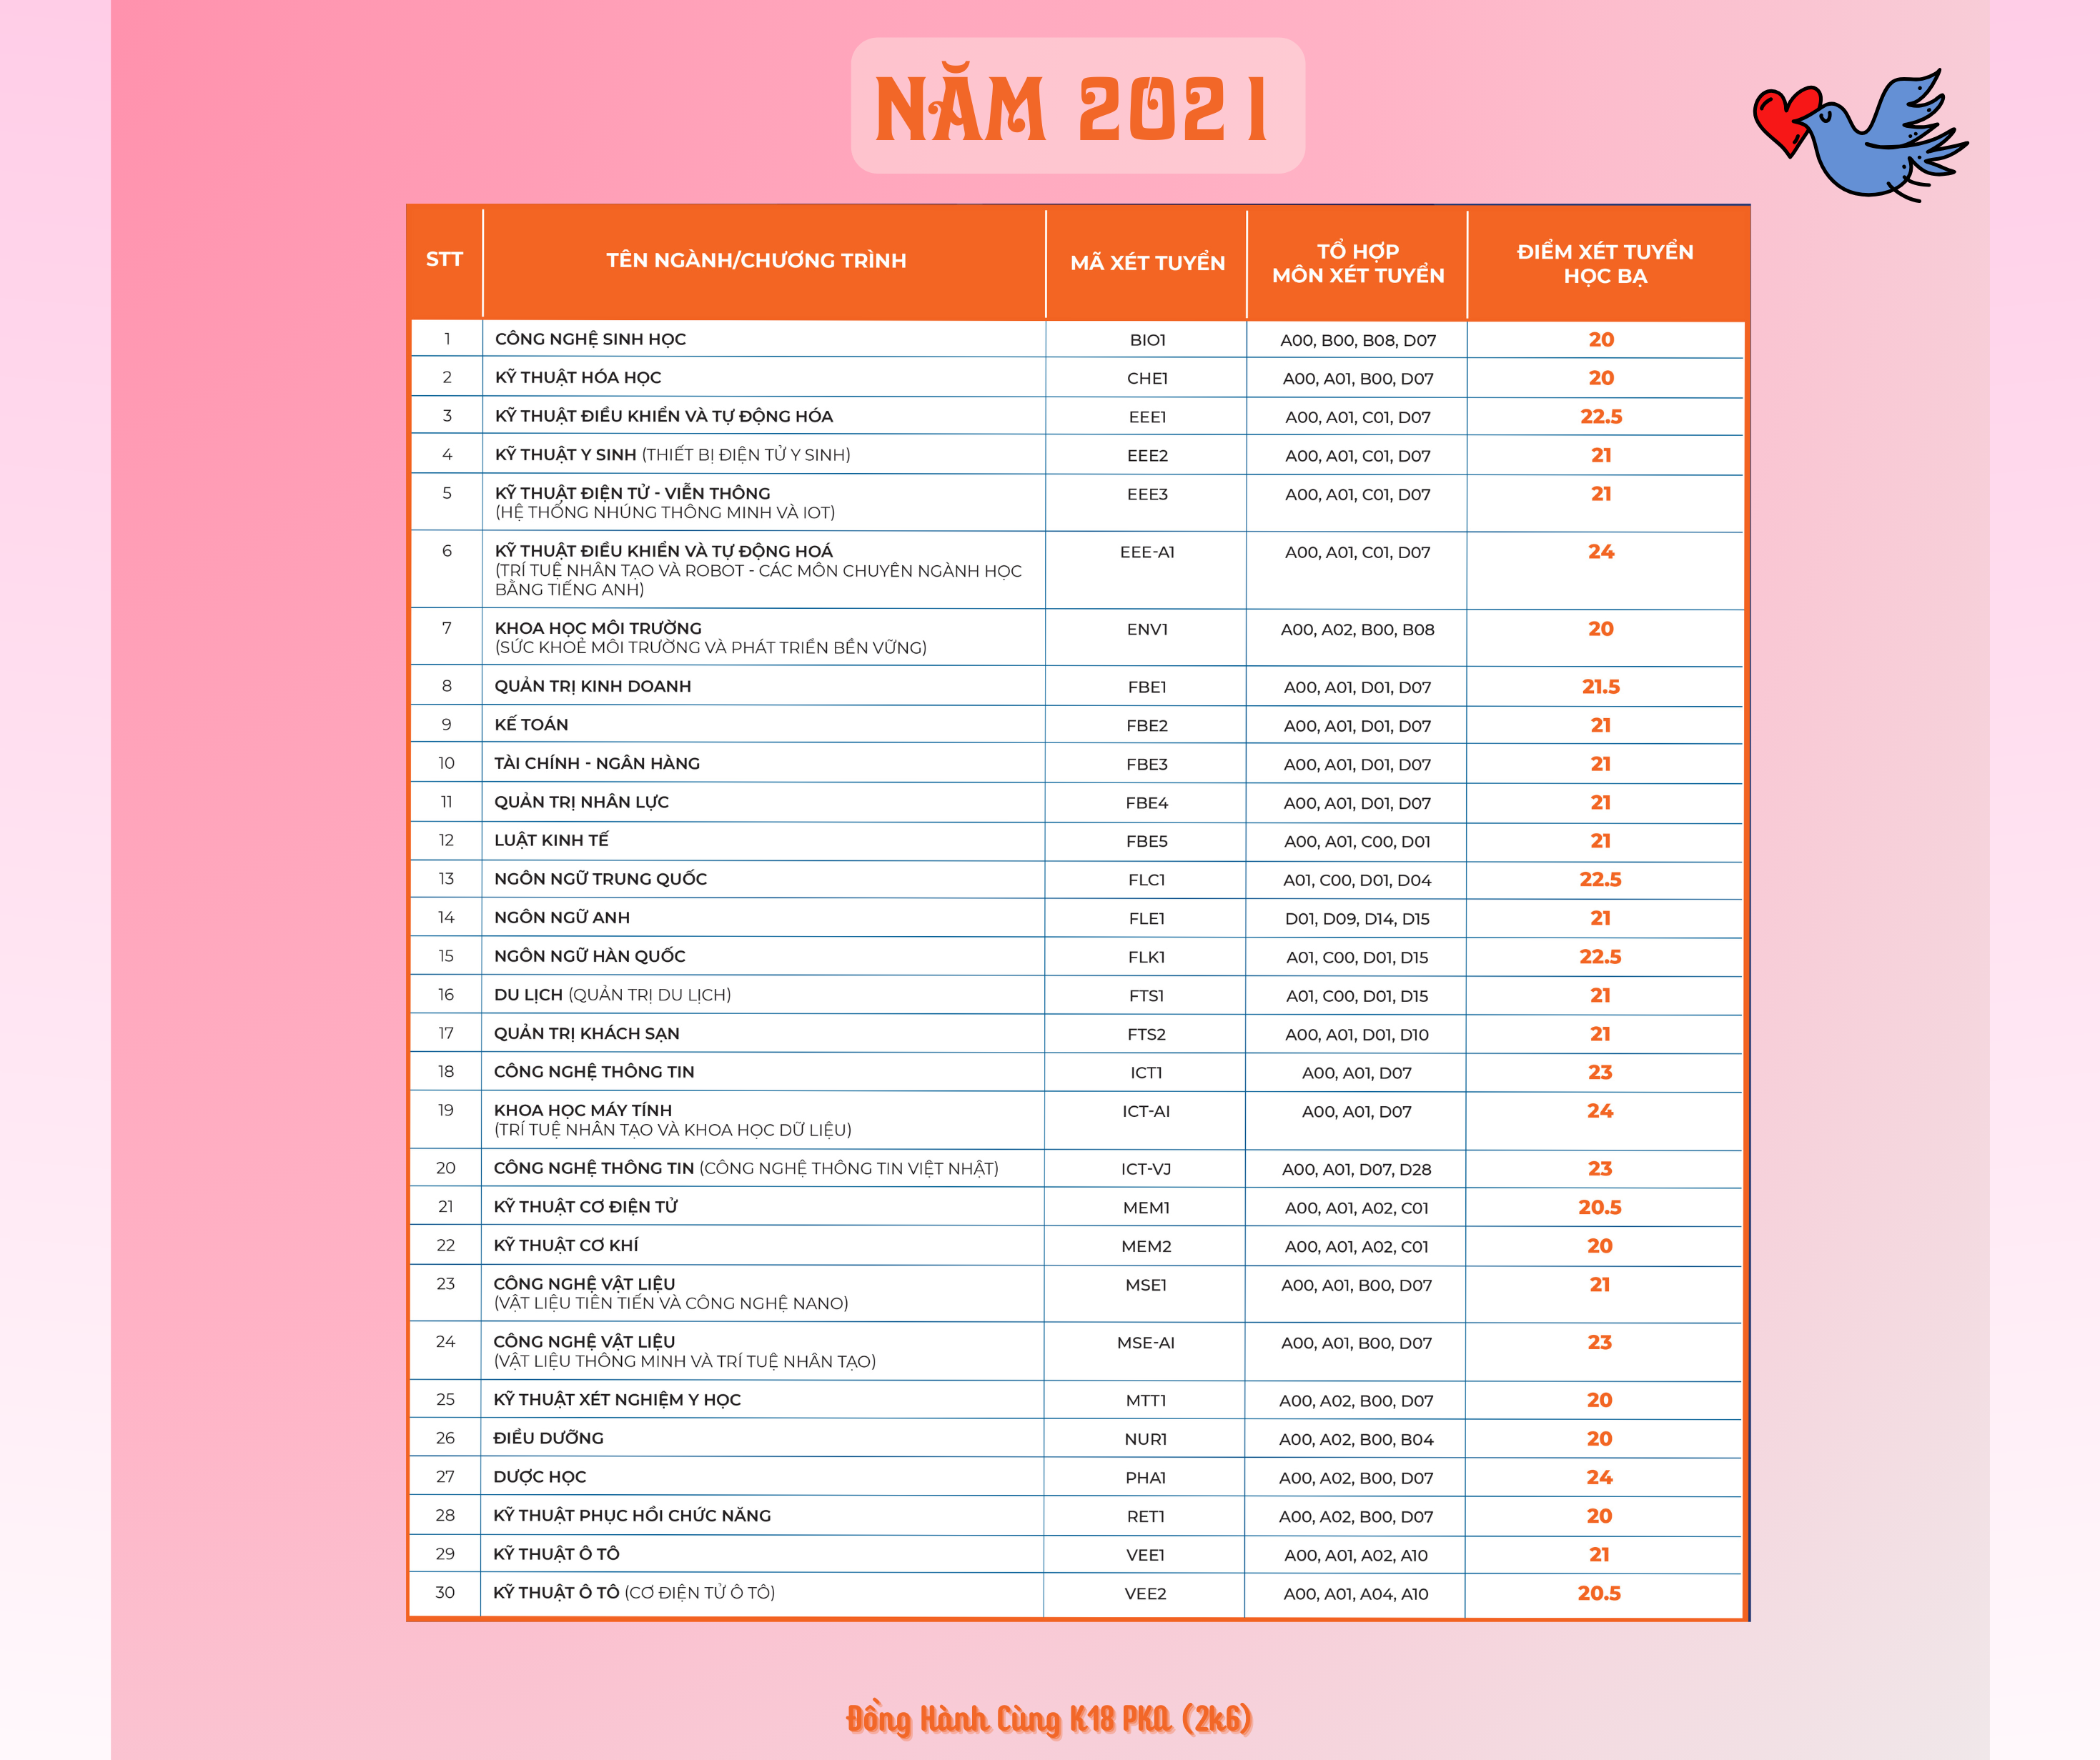 NĂM 2021
STT
TÊN NGÀNH/CHƯƠNG TRÌNH
MÃ XÉT TUYỂN
TỔ HỢP
MÔN XÉT TUYỂN
ĐIỂM XÉT TUYỂN
HỌC BẠ
1 CÔNG NGHỆ SINH HỌC BIO1 A00, B00, B08, D07 20
2 KỸ THUẬT HÓA HỌC CHE1 A00, A01, B00, D07 20
3 KỸ THUẬT ĐIỀU KHIỂN VÀ TỰ ĐỘNG HÓA EEE1 A00, A01, C01, D07 22.5
4 KỸ THUẬT Y SINH (THIẾT BỊ ĐIỆN TỬ Y SINH) EEE2 A00, A01, C01, D07 21
5 KỸ THUẬT ĐIỆN TỬ - VIỄN THÔNG EEE3 A00, A01, C01, D07 21
(HỆ THỐNG NHÚNG THÔNG MINH VÀ IOT)
6 KỸ THUẬT ĐIỀU KHIỂN VÀ TỰ ĐỘNG HOÁ EEE-A1 A00, A01, C01, D07 24
(TRÍ TUỆ NHÂN TẠO VÀ ROBOT - CÁC MÔN CHUYÊN NGÀNH HỌC
BẰNG TIẾNG ANH)
7 KHOA HỌC MÔI TRƯỜNG ENV1 A00, A02, B00, B08 20
(SỨC KHOẺ MÔI TRƯỜNG VÀ PHÁT TRIỂN BỀN VỮNG)
8 QUẢN TRỊ KINH DOANH FBE1 A00, A01, D01, D07 21.5
9 KẾ TOÁN FBE2 A00, A01, D01, D07 21
10 TÀI CHÍNH - NGÂN HÀNG FBE3 A00, A01, D01, D07 21
11 QUẢN TRỊ NHÂN LỰC FBE4 A00, A01, D01, D07 21
12 LUẬT KINH TẾ FBE5 A00, A01, C00, D01 21
13 NGÔN NGỮ TRUNG QUỐC FLC1 A01, C00, D01, D04 22.5
14 NGÔN NGỮ ANH FLE1 D01, D09, D14, D15 21
15 NGÔN NGỮ HÀN QUỐC FLK1 A01, C00, D01, D15 22.5
16 DU LỊCH (QUẢN TRỊ DU LỊCH) FTS1 A01, C00, D01, D15 21
17 QUẢN TRỊ KHÁCH SẠN FTS2 A00, A01, D01, D10 21
18 CÔNG NGHỆ THÔNG TIN ICT1 A00, A01, D07 23
19 KHOA HỌC MÁY TÍNH ICT-AI A00, A01, D07 24
(TRÍ TUỆ NHÂN TẠO VÀ KHOA HỌC DỮ LIỆU)
20 CÔNG NGHỆ THÔNG TIN (CÔNG NGHỆ THÔNG TIN VIỆT NHẬT) ICT-VJ A00, A01, D07, D28 23
21 KỸ THUẬT CƠ ĐIỆN TỬ MEM1 A00, A01, A02, C01 20.5
22 KỸ THUẬT CƠ KHÍ MEM2 A00, A01, A02, C01 20
23 CÔNG NGHỆ VẬT LIỆU MSE1 A00, A01, B00, D07 21
(VẬT LIỆU TIÊN TIẾN VÀ CÔNG NGHỆ NANO)
24 CÔNG NGHỆ VẬT LIỆU MSE-AI A00, A01, B00, D07 23
(VẬT LIỆU THÔNG MINH VÀ TRÍ TUỆ NHÂN TẠO)
25 KỸ THUẬT XÉT NGHIỆM Y HỌC MTT1 A00, A02, B00, D07 20
26 ĐIỀU DƯỠNG NUR1 A00, A02, B00, B04 20
27 DƯỢC HỌC PHA1 A00, A02, B00, D07 24
28 KỸ THUẬT PHỤC HỒI CHỨC NĂNG RET1 A00, A02, B00, D07 20
29 KỸ THUẬT Ô TÔ VEE1 A00, A01, A02, A10 21
30 KỸ THUẬT Ô TÔ (CƠ ĐIỆN TỬ Ô TÔ) VEE2 A00, A01, A04, A10 20.5
Đồng Hành Cùng K18 PKA (2k6)